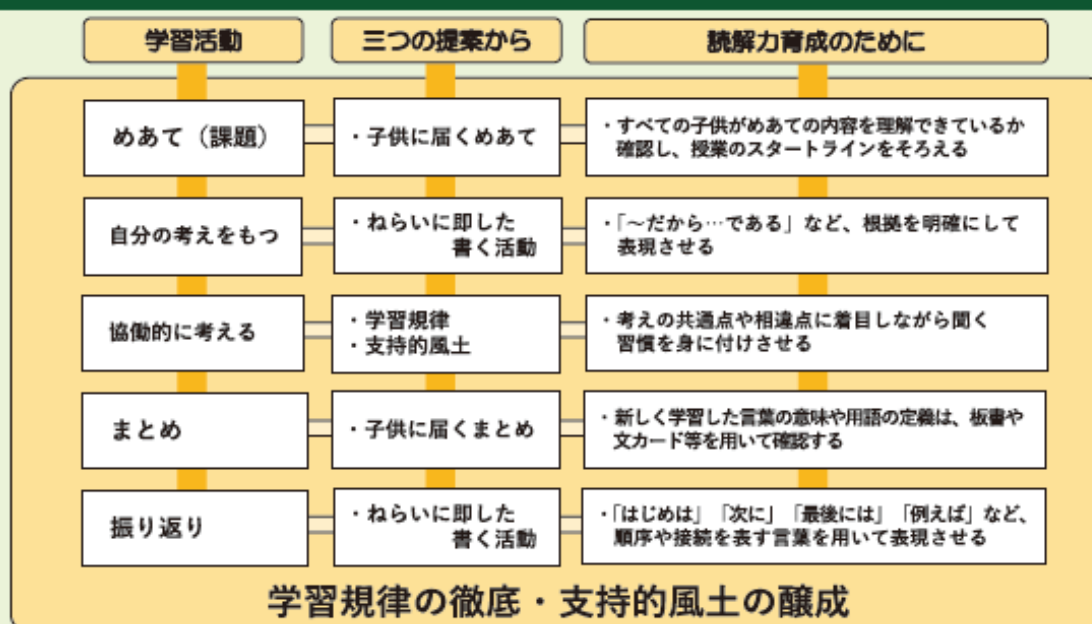 学習活動
三つの提案から
読解力育成のために
めあて（課題）
・子供に届くめあて
・すべての子供がめあての内容を理解できているか
確認し、授業のスタートラインをそろえる
自分の考えをもつ
・ねらいに即した
書く活動
・「～だから…である」など、根拠を明確にして
表現させる
協働的に考える
・学習規律
・支持的風土
・考えの共通点や相違点に着目しながら聞く
習慣を身に付けさせる
まとめ
・子供に届くまとめ
・新しく学習した言葉の意味や用語の定義は、板書や
文カード等を用いて確認する
振り返り
・ねらいに即した
書く活動
・「はじめは」「次に」「最後には」「例えば」など、
順序や接続を表す言葉を用いて表現させる
学習規律の徹底・支持的風土の醸成